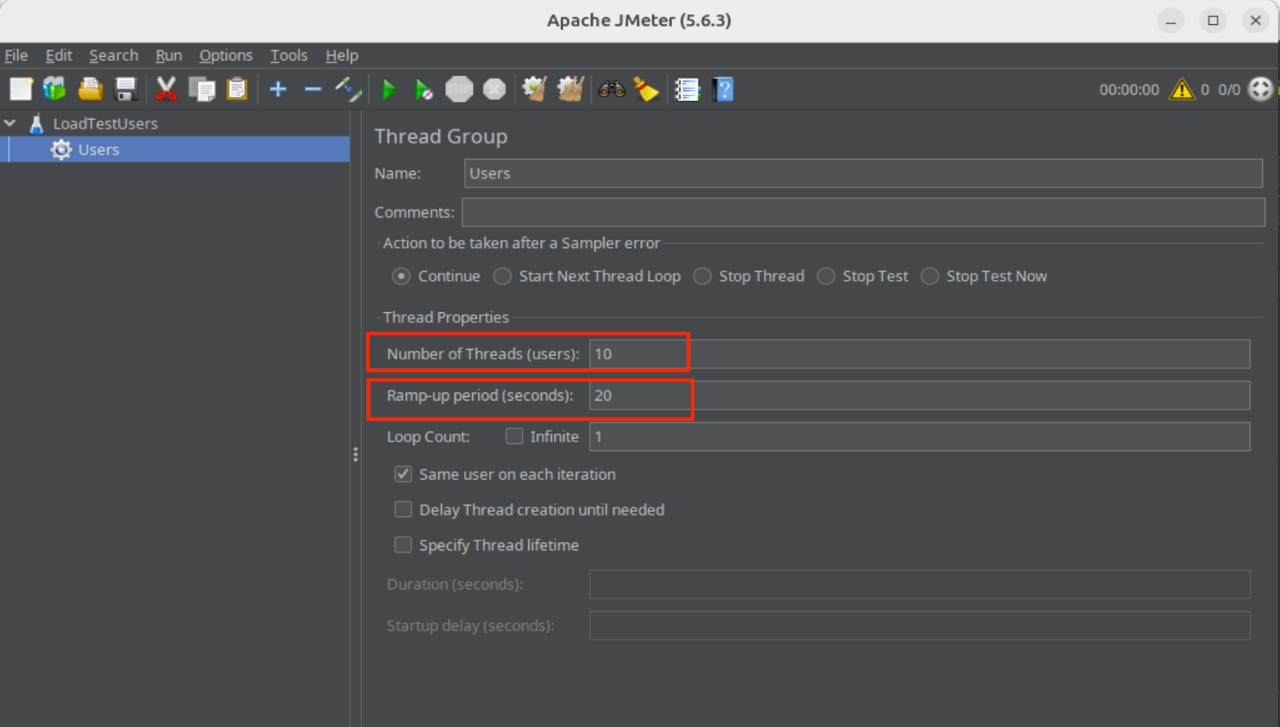 Apache JMeter (5.6.3)
File Edit Search Run Options Tools Help
STOP 00:00:00 0 0/0
LoadTestUsers
Users
Thread Group
Name: Users
Comments:
Action to be taken after a Sampler error
Continue Start Next Thread Loop Stop Thread Stop Test Stop Test Now
Thread Properties
Number of Threads (users): 10
Ramp-up period (seconds): 20
Loop Count: Infinite 1
Same user on each iteration
Delay Thread creation until needed
Specify Thread lifetime
Duration (seconds):
Startup delay (seconds):